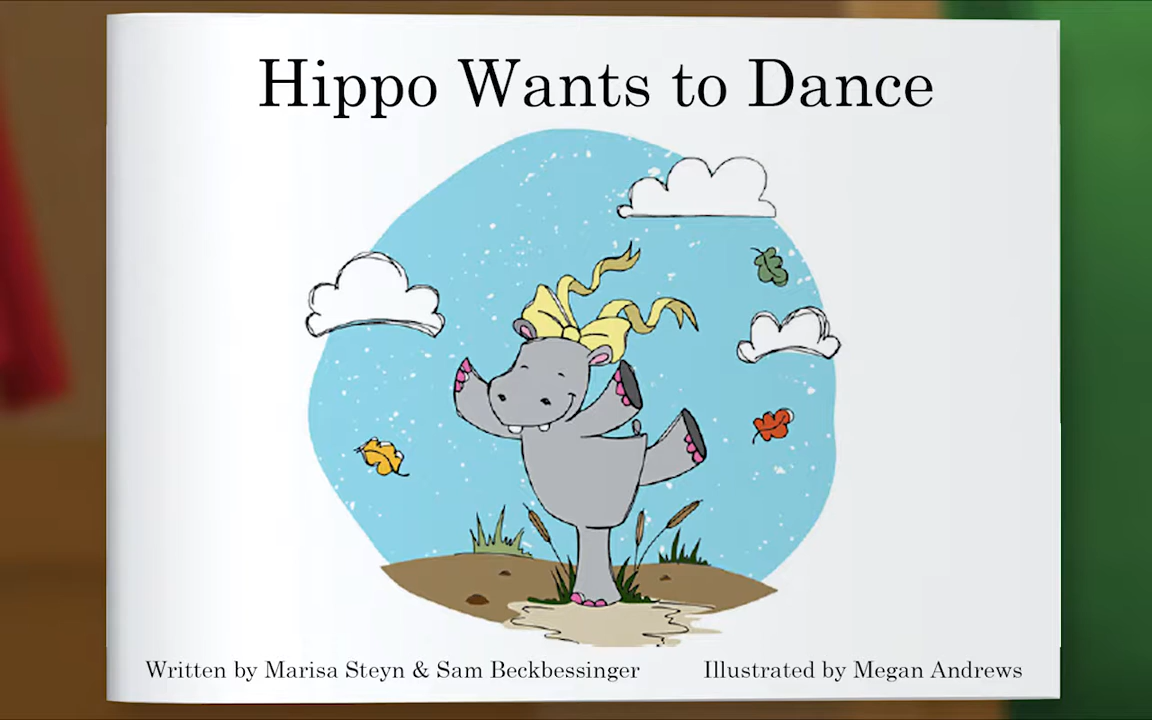 Hippo Wants to Dance
Written by Marisa Steyn & Sam Beckbessinger
Illustrated by Megan Andrews